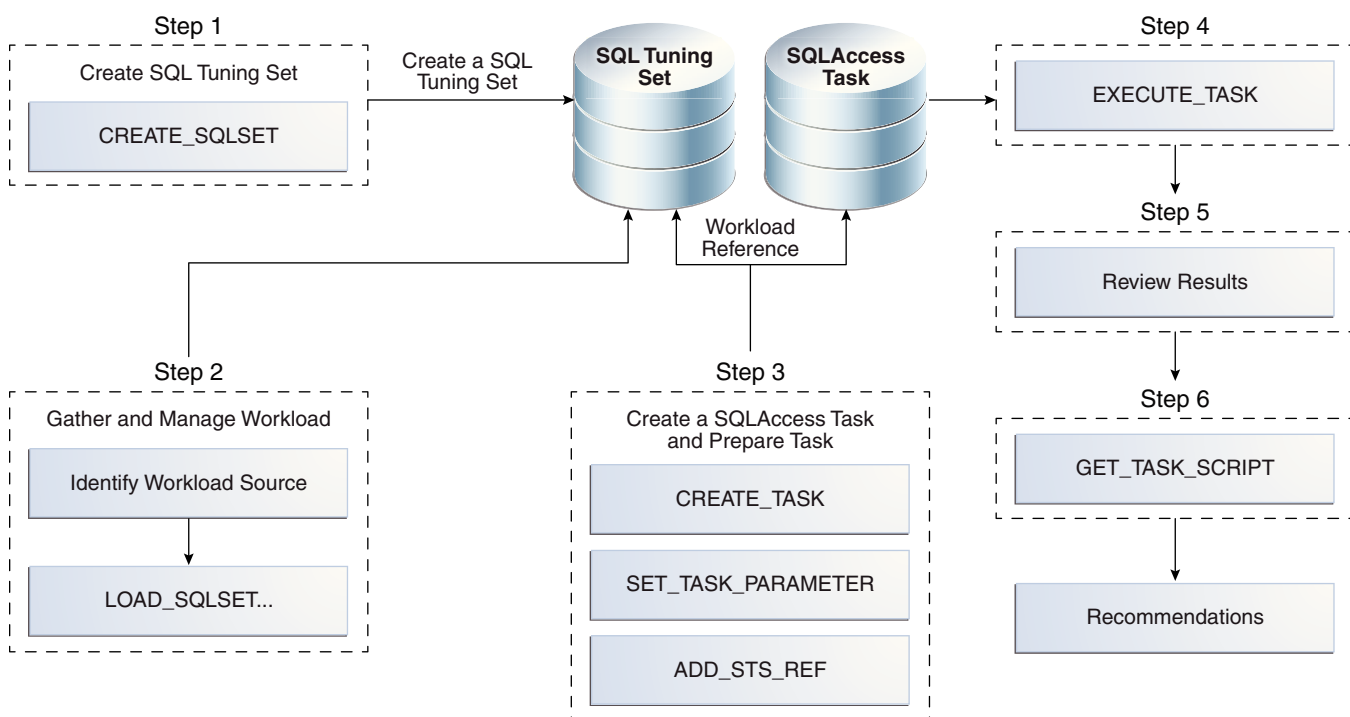 Step 1
Create SQL Tuning Set
CREATE_SQLSET
Create a SQL
Tuning Set
SQL Tuning
Set
SQLAccess
Task
Workload
Reference
Step 2
Gather and Manage Workload
Identify Workload Source
LOAD_SQLSET...
Step 3
Create a SQLAccess Task
and Prepare Task
CREATE_TASK
SET_TASK_PARAMETER
ADD_STS_REF
Step 4
EXECUTE_TASK
Step 5
Review Results
Step 6
GET_TASK_SCRIPT
Recommendations